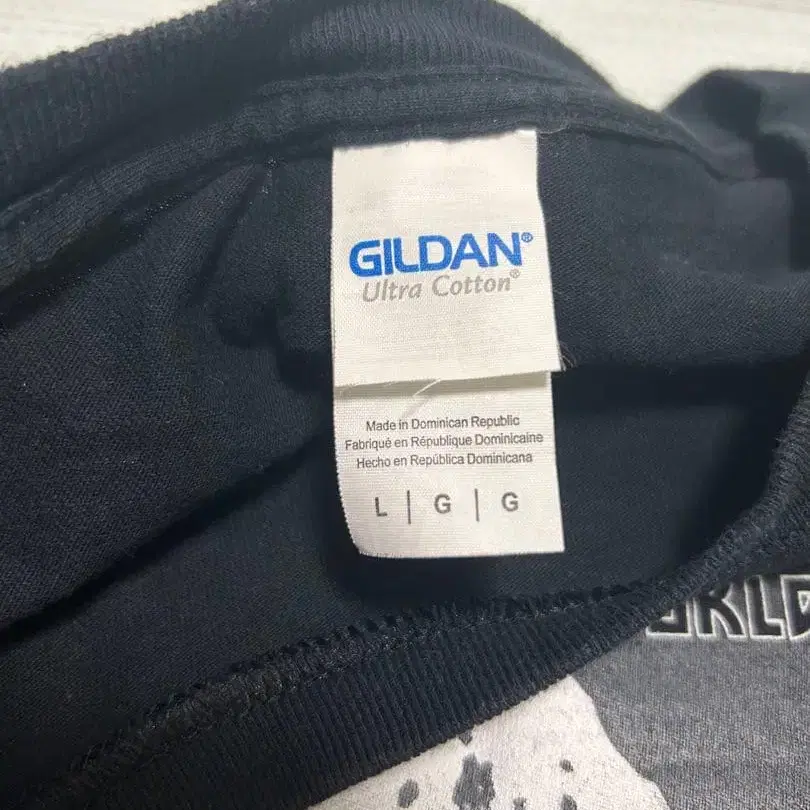 GILDAN®
Ultra Cotton®
Made in Dominican Republic
Fabriqué en République Dominicaine
Hecho en República Dominicana
L | G | G